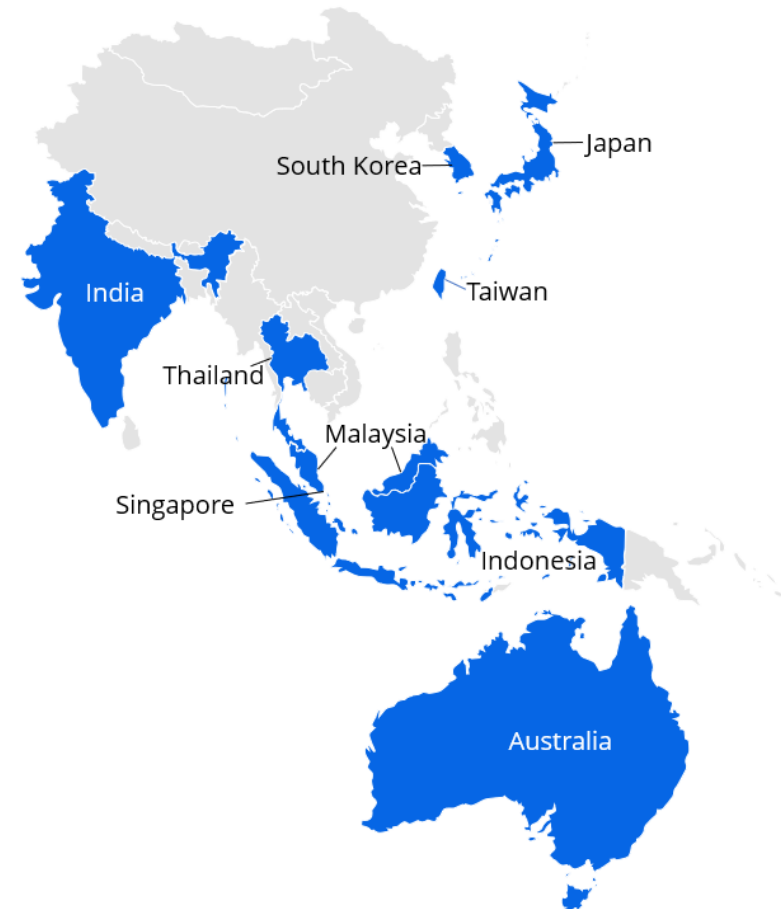 Japan
South Korea
India
Taiwan
Thailand
Malaysia
Singapore
Indonesia
Australia